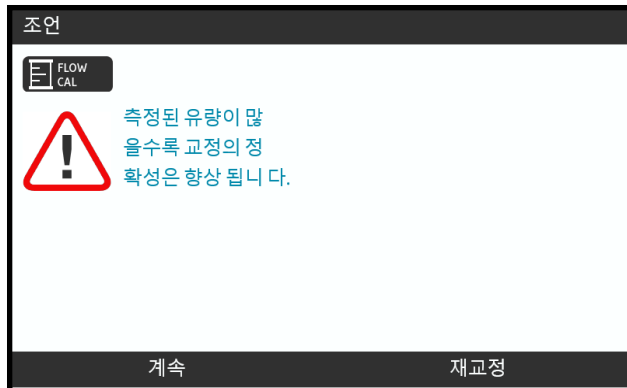 조언
FLOW
CAL
측정된 유량이 많
을수록 교정의 정
확성은 향상 됩니 다.
계속
재교정